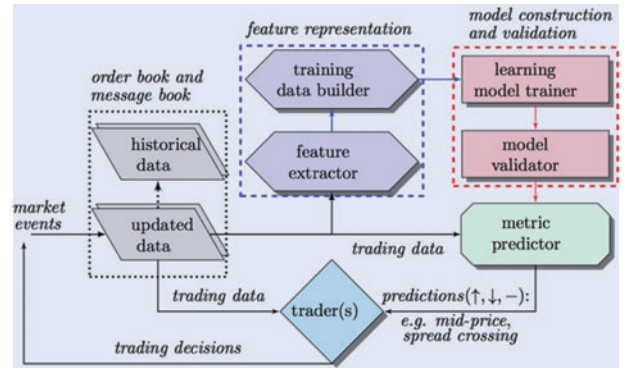 feature representation
model construction
and validation
order book and
message book
training
data builder
learning
model trainer
historical
data
feature
extractor
model
validator
market
events
updated
data
trading data
metric
predictor
trading data
trader(s)
predictions(↑,↓,−):
e.g. mid-price,
spread crossing
trading decisions